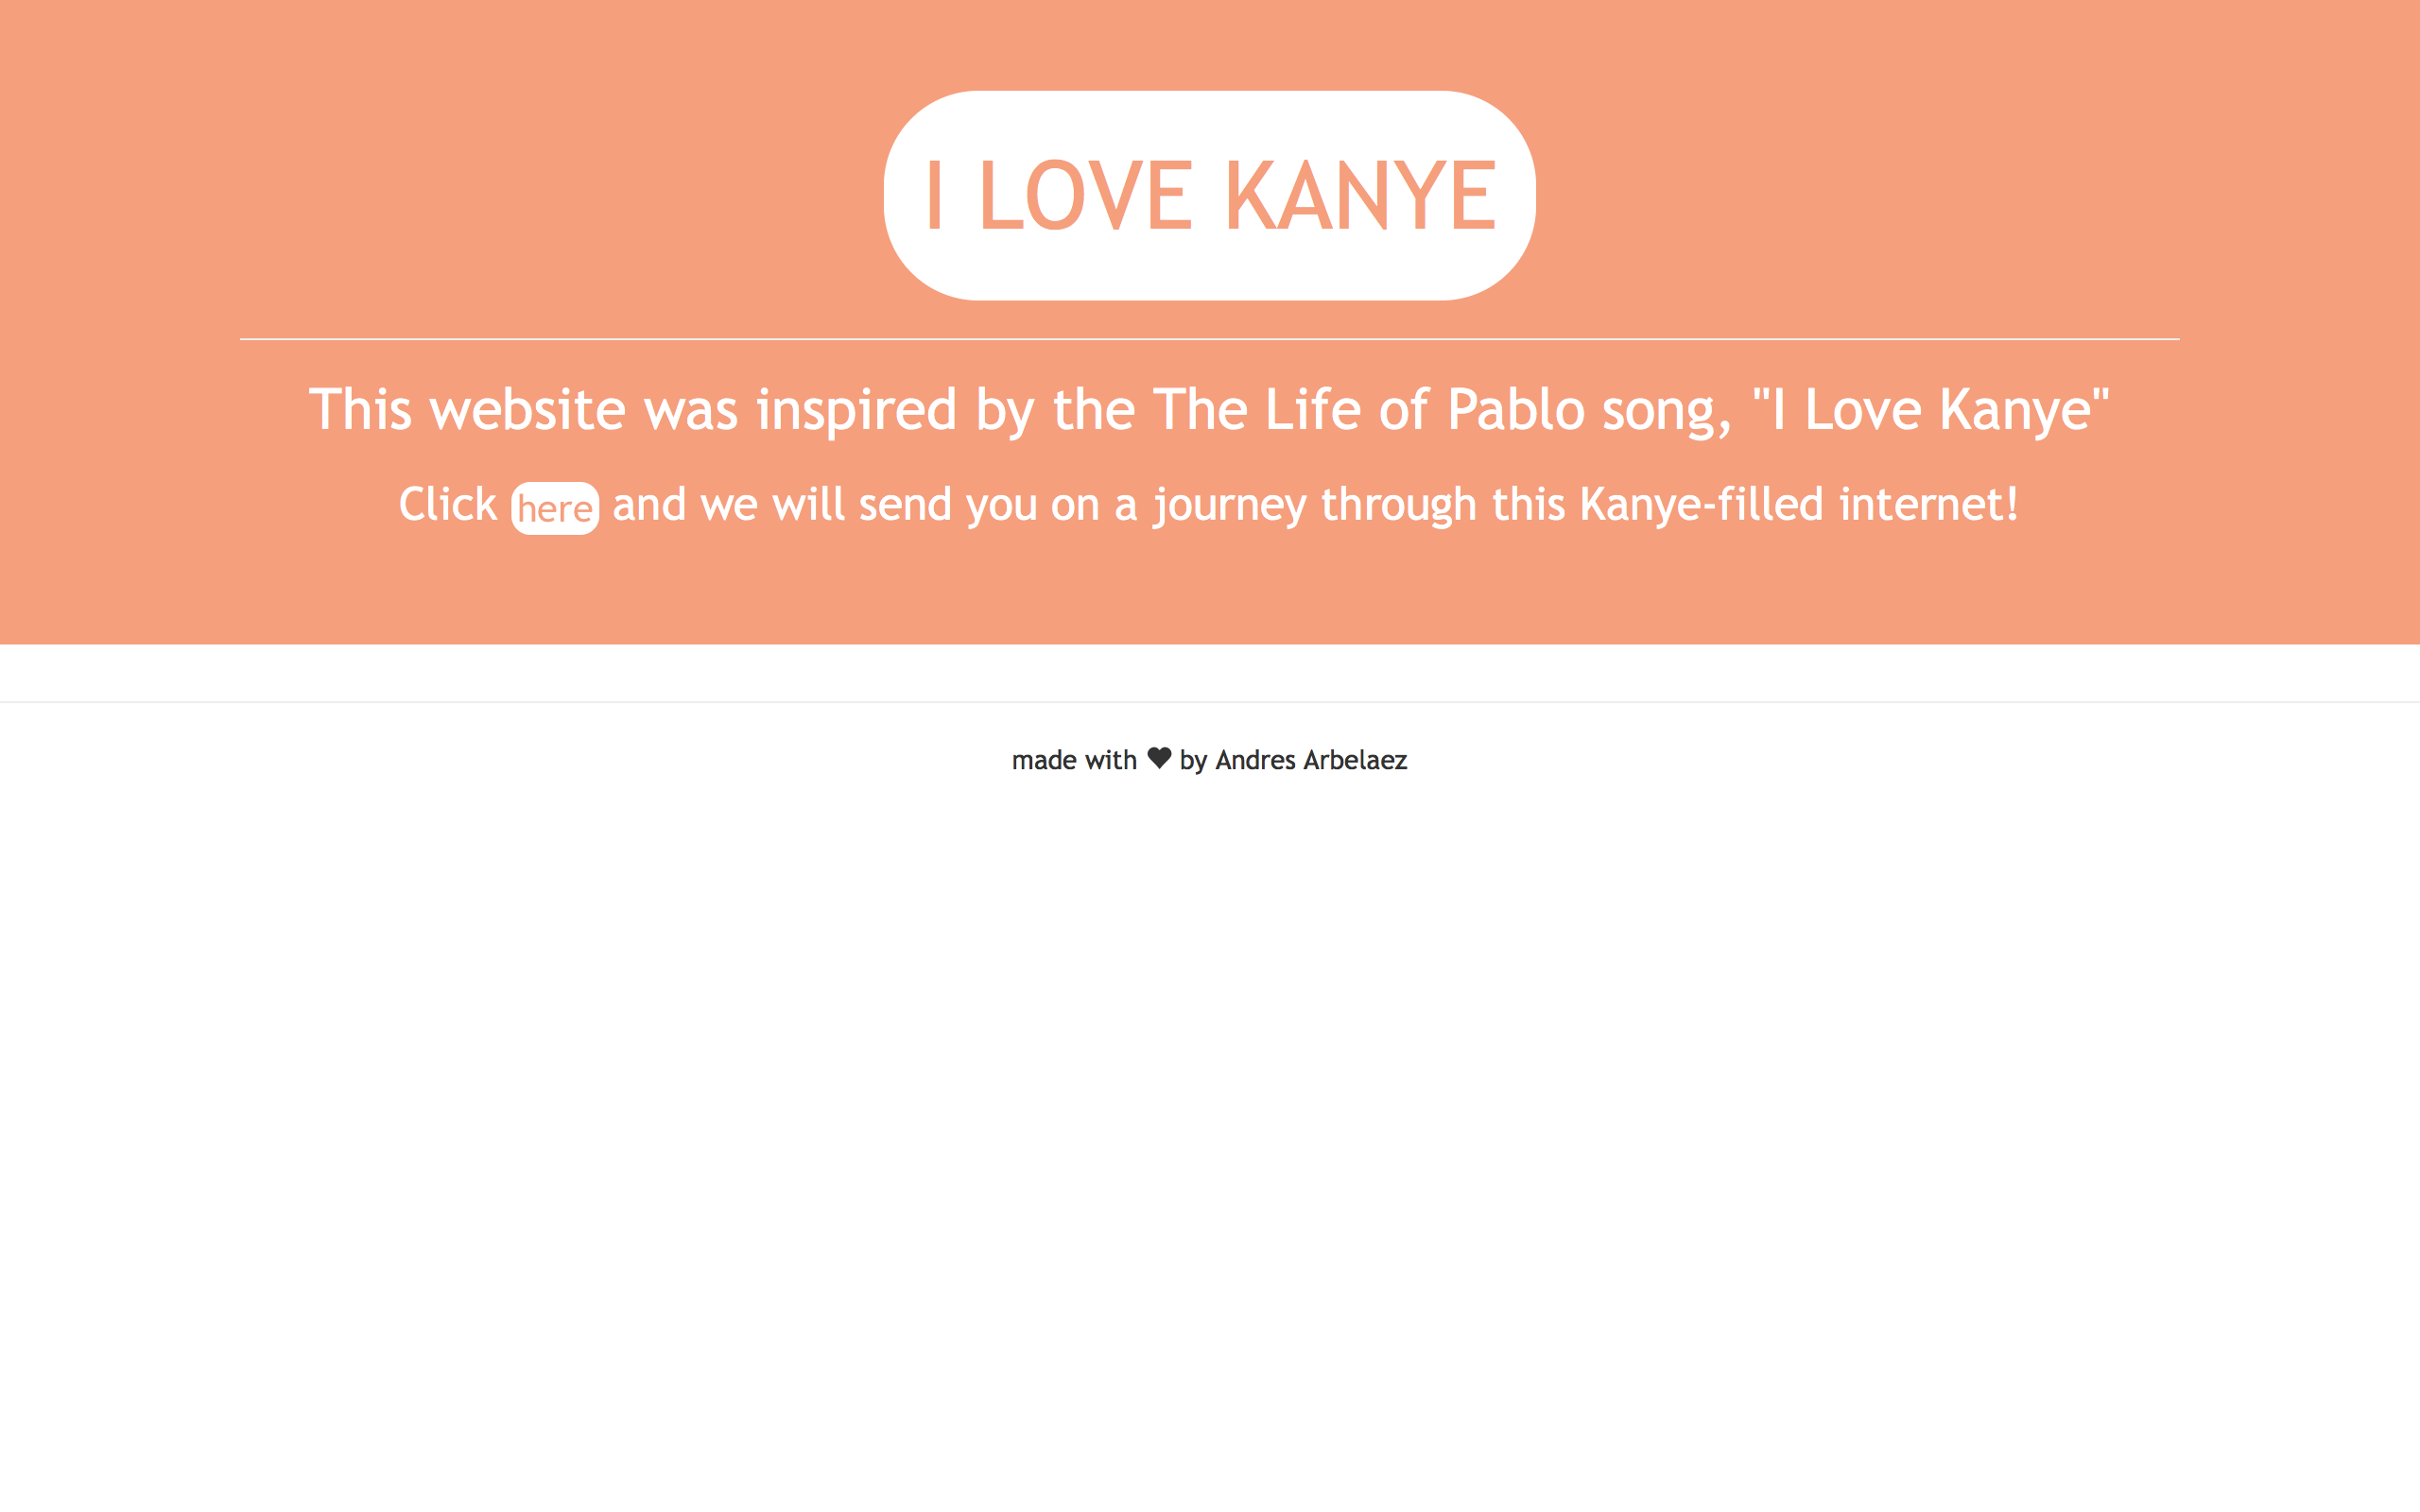 I LOVE KANYE
This website was inspired by the The Life of Pablo song, "I Love Kanye"
Click here and we will send you on a journey through this Kanye-filled internet!
made with ♥ by Andres Arbelaez